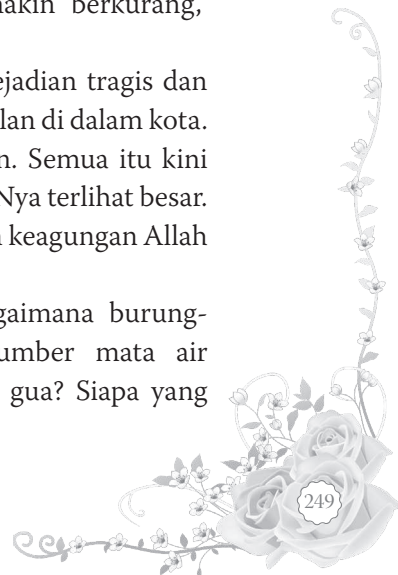 makin berkurang,
ejadian tragis dan
lan di dalam kota.
n. Semua itu kini
Nya terlihat besar.
keagungan Allah
gaimana burung-
umber mata air
gua? Siapa yang
249